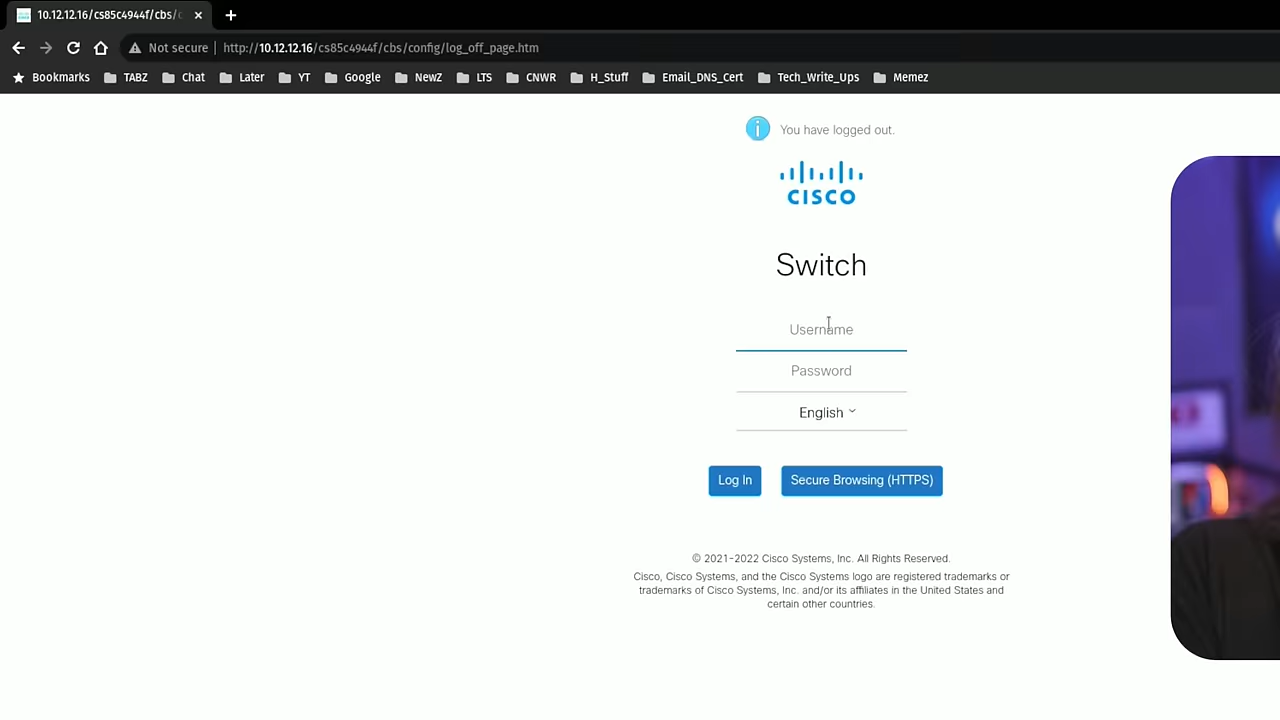 10.12.12.16/cs85c4944f/cbs/c
Not secure http://10.12.12.16/cs85c4944f/cbs/config/log_off_page.htm
Bookmarks TABZ Chat Later YT Google NewZ LTS CNWR H_Stuff Email_DNS_Cert Tech_Write_Ups Memez
You have logged out.
CISCO
Switch
Username
Password
English
Log In Secure Browsing (HTTPS)
© 2021-2022 Cisco Systems, Inc. All Rights Reserved.
Cisco, Cisco Systems, and the Cisco Systems logo are registered trademarks or
trademarks of Cisco Systems, Inc. and/or its affiliates in the United States and
certain other countries.